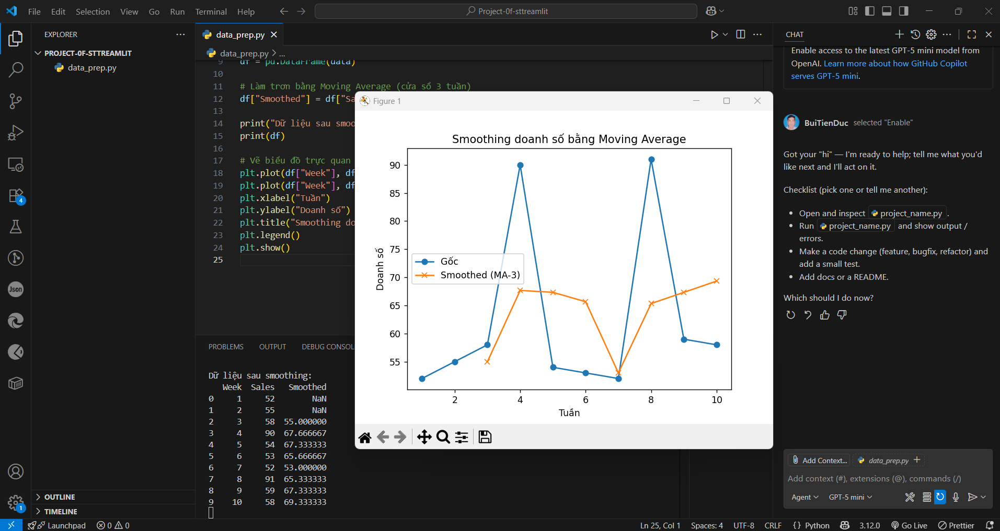 File Edit Selection View Go Run Terminal Help
Project-0f-sttreamlit
EXPLORER
PROJECT-0F-STTREAMLIT
data_prep.py
4
Json
1
OUTLINE
TIMELINE
data_prep.py
data_prep.py > ...
9 df = pd.DataFrame(data)
10
11 # Làm trơn bằng Moving Average (cửa sổ 3 tuần)
12 df["Smoothed"] = df["Sa
13
14 print("Dữ liệu sau smoo
15 print(df)
16
17 # Vẽ biểu đồ trực quan
18 plt.plot(df["Week"], df
19 plt.plot(df["Week"], df
20 plt.xlabel("Tuần")
21 plt.ylabel("Doanh số")
22 plt.title("Smoothing do
23 plt.legend()
24 plt.show()
25
PROBLEMS OUTPUT DEBUG CONSOL
Dữ liệu sau smoothing:
Week Sales Smoothed
0 1 52 NaN
1 2 55 NaN
2 3 58 55.000000
3 4 90 67.666667
4 5 54 67.333333
5 6 53 65.666667
6 7 52 53.000000
7 8 91 65.333333
8 9 59 67.333333
9 10 58 69.333333
Figure 1
Smoothing doanh số bằng Moving Average
Doanh số
90
85
80
75
70
65
60
55
Gốc
Smoothed (MA-3)
2 4 6 8 10
Tuần
CHAT
Enable access to the latest GPT-5 mini model from
OpenAI. Learn more about how GitHub Copilot
serves GPT-5 mini.
BuiTienDuc selected "Enable"
Got your "hi" — I'm ready to help; tell me what you'd
like next and I'll act on it.
Checklist (pick one or tell me another):
• Open and inspect project_name.py .
• Run project_name.py and show output /
errors.
• Make a code change (feature, bugfix, refactor) and
add a small test.
• Add docs or a README.
Which should I do now?
Add Context... data_prep.py +
Add context (#), extensions (@), commands (/)
Agent GPT-5 mini
Launchpad 0 0 Ln 25, Col 1 Spaces: 4 UTF-8 CRLF {} Python 3.12.0 Go Live Prettier